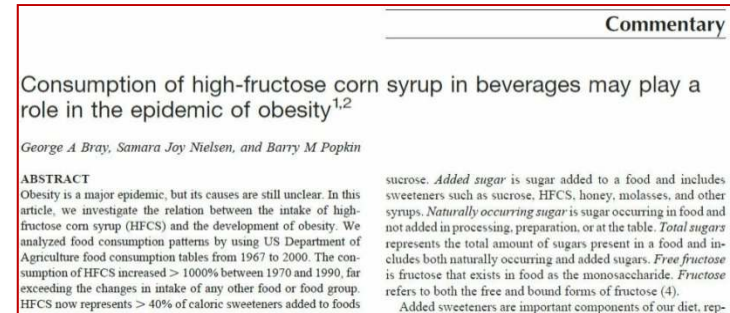 Commentary
Consumption of high-fructose corn syrup in beverages may play a
role in the epidemic of obesity1,2
George A Bray, Samara Joy Nielsen, and Barry M Popkin
ABSTRACT
Obesity is a major epidemic, but its causes are still unclear. In this
article, we investigate the relation between the intake of high-
fructose corn syrup (HFCS) and the development of obesity. We
analyzed food consumption patterns by using US Department of
Agriculture food consumption tables from 1967 to 2000. The con-
sumption of HFCS increased > 1000% between 1970 and 1990, far
exceeding the changes in intake of any other food or food group.
HFCS now represents > 40% of caloric sweeteners added to foods
sucrose. Added sugar is sugar added to a food and includes
sweeteners such as sucrose, HFCS, honey, molasses, and other
syrups. Naturally occurring sugar is sugar occurring in food and
not added in processing, preparation, or at the table. Total sugars
represents the total amount of sugars present in a food and in-
cludes both naturally occurring and added sugars. Free fructose
is fructose that exists in food as the monosaccharide. Fructose
refers to both the free and bound forms of fructose (4).
Added sweeteners are important components of our diet, rep-